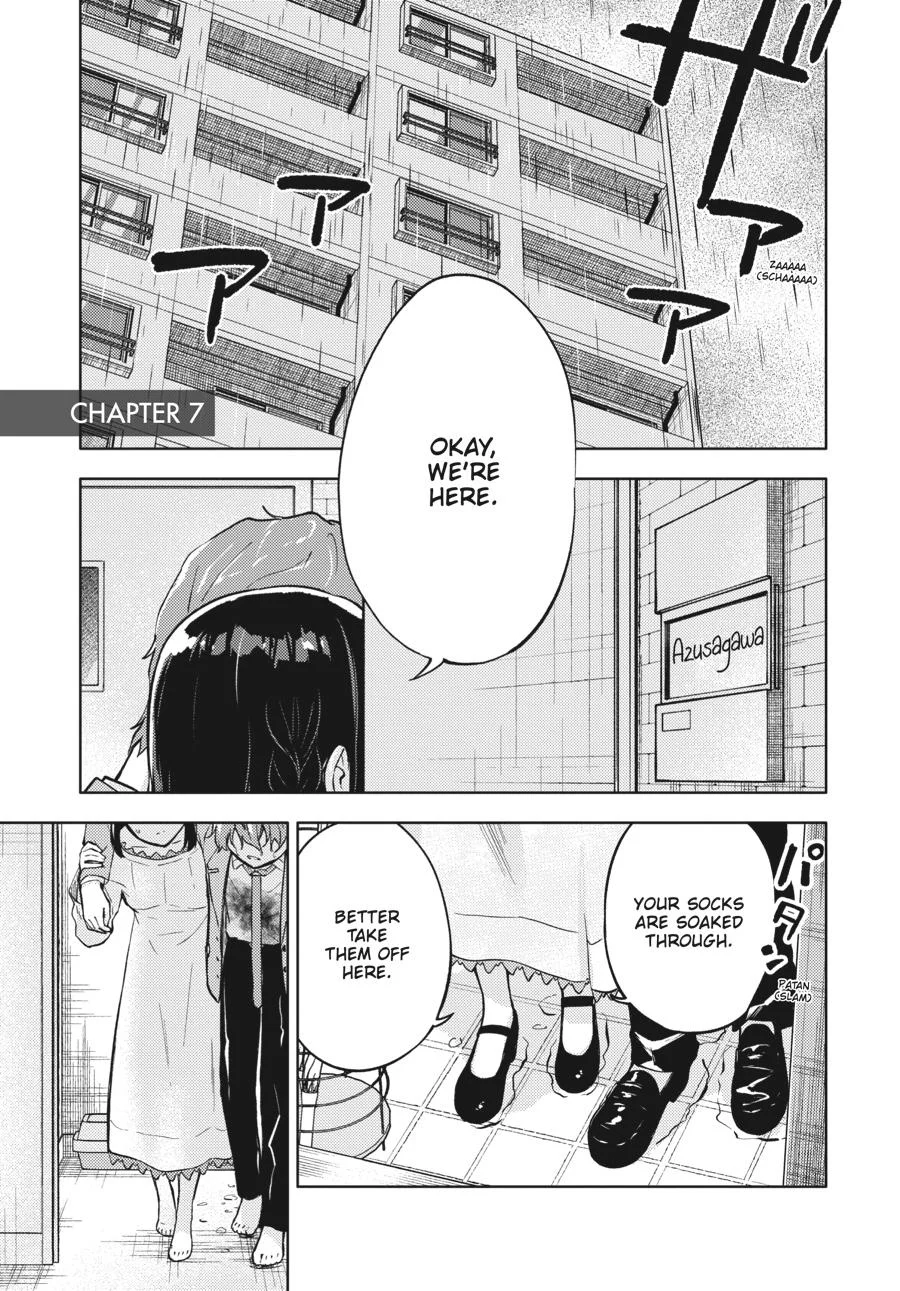 ザァァァァ
ZAAAAA
(SCHAAAAA)
CHAPTER 7
OKAY,
WE'RE
HERE.
Azusagawa
パタン
PATAN
(SLAM)
YOUR SOCKS
ARE SOAKED
THROUGH.
BETTER
TAKE
THEM OFF
HERE.